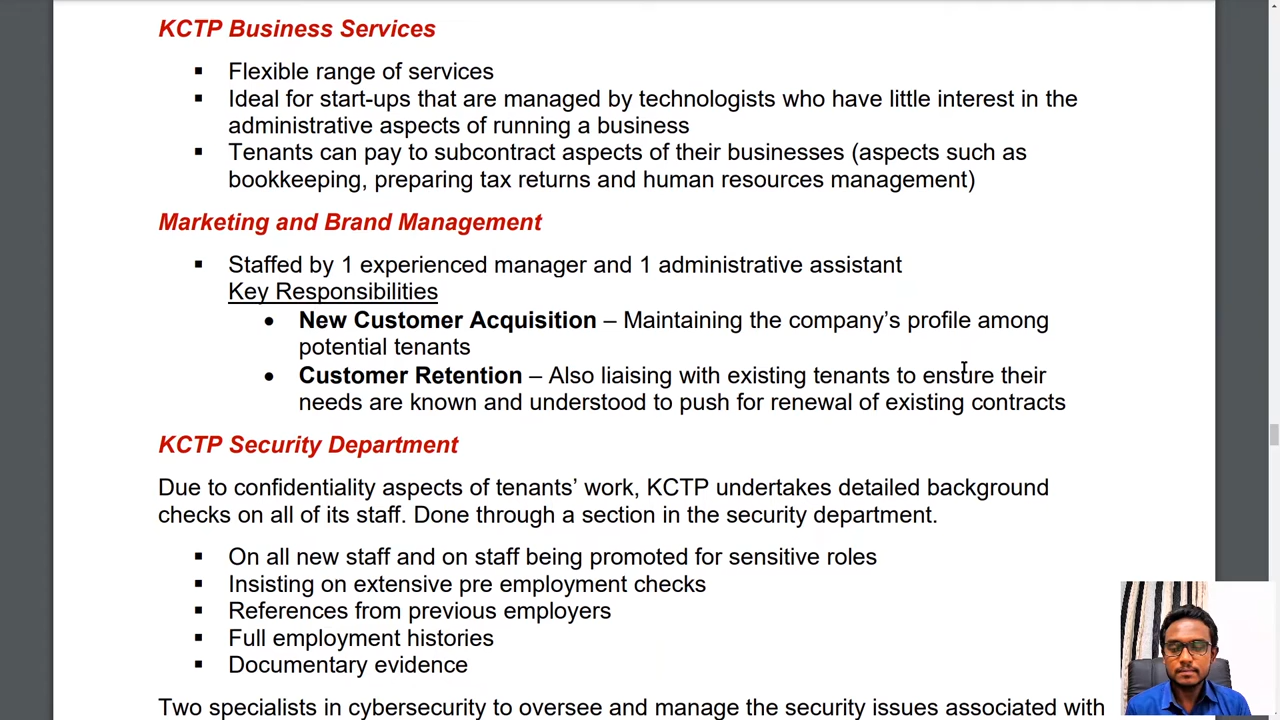 KCTP Business Services
▪ Flexible range of services
▪ Ideal for start-ups that are managed by technologists who have little interest in the
administrative aspects of running a business
▪ Tenants can pay to subcontract aspects of their businesses (aspects such as
bookkeeping, preparing tax returns and human resources management)
Marketing and Brand Management
▪ Staffed by 1 experienced manager and 1 administrative assistant
Key Responsibilities
• New Customer Acquisition – Maintaining the company’s profile among
potential tenants
• Customer Retention – Also liaising with existing tenants to ensure their
needs are known and understood to push for renewal of existing contracts
KCTP Security Department
Due to confidentiality aspects of tenants’ work, KCTP undertakes detailed background
checks on all of its staff. Done through a section in the security department.
▪ On all new staff and on staff being promoted for sensitive roles
▪ Insisting on extensive pre employment checks
▪ References from previous employers
▪ Full employment histories
▪ Documentary evidence
Two specialists in cybersecurity to oversee and manage the security issues associated with